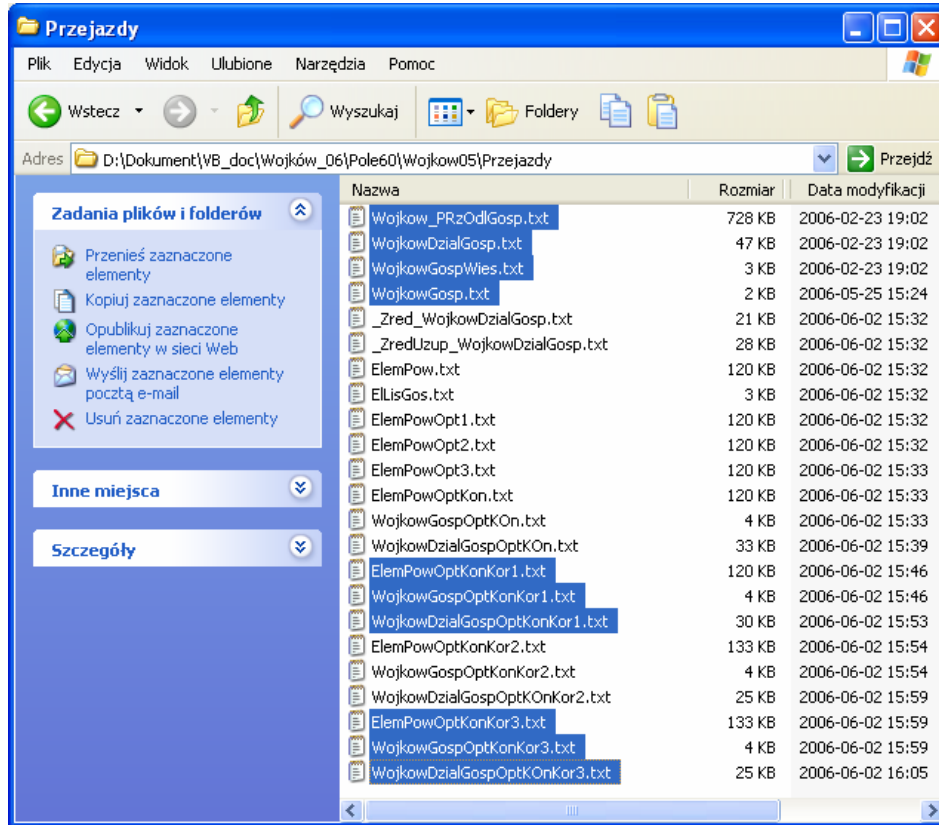 Przejazdy
Plik Edycja Widok Ulubione Narzędzia Pomoc
Wstecz Wyszukaj Foldery
Adres D:\Dokument\VB_doc\Wojków_06\Pole60\Wojkow05\Przejazdy Przejdź
Zadania plików i folderów
Przenieś zaznaczone
elementy
Kopiuj zaznaczone elementy
Opublikuj zaznaczone
elementy w sieci Web
Wyślij zaznaczone elementy
pocztą e-mail
Usuń zaznaczone elementy
Inne miejsca
Szczegóły
Nazwa Rozmiar Data modyfikacji
Wojkow_PRzOdlGosp.txt 728 KB 2006-02-23 19:02
WojkowDzialGosp.txt 47 KB 2006-02-23 19:02
WojkowGospWies.txt 3 KB 2006-02-23 19:02
WojkowGosp.txt 2 KB 2006-05-25 15:24
_Zred_WojkowDzialGosp.txt 21 KB 2006-06-02 15:32
_ZredUzup_WojkowDzialGosp.txt 28 KB 2006-06-02 15:32
ElemPow.txt 120 KB 2006-06-02 15:32
ElLisGos.txt 3 KB 2006-06-02 15:32
ElemPowOpt1.txt 120 KB 2006-06-02 15:32
ElemPowOpt2.txt 120 KB 2006-06-02 15:32
ElemPowOpt3.txt 120 KB 2006-06-02 15:33
ElemPowOptKon.txt 120 KB 2006-06-02 15:33
WojkowGospOptKOn.txt 4 KB 2006-06-02 15:33
WojkowDzialGospOptKOn.txt 33 KB 2006-06-02 15:39
ElemPowOptKonKor1.txt 120 KB 2006-06-02 15:46
WojkowGospOptKonKor1.txt 4 KB 2006-06-02 15:46
WojkowDzialGospOptKonKor1.txt 30 KB 2006-06-02 15:53
ElemPowOptKonKor2.txt 133 KB 2006-06-02 15:54
WojkowGospOptKonKor2.txt 4 KB 2006-06-02 15:54
WojkowDzialGospOptKOnKor2.txt 25 KB 2006-06-02 15:59
ElemPowOptKonKor3.txt 133 KB 2006-06-02 15:59
WojkowGospOptKonKor3.txt 4 KB 2006-06-02 15:59
WojkowDzialGospOptKOnKor3.txt 25 KB 2006-06-02 16:05